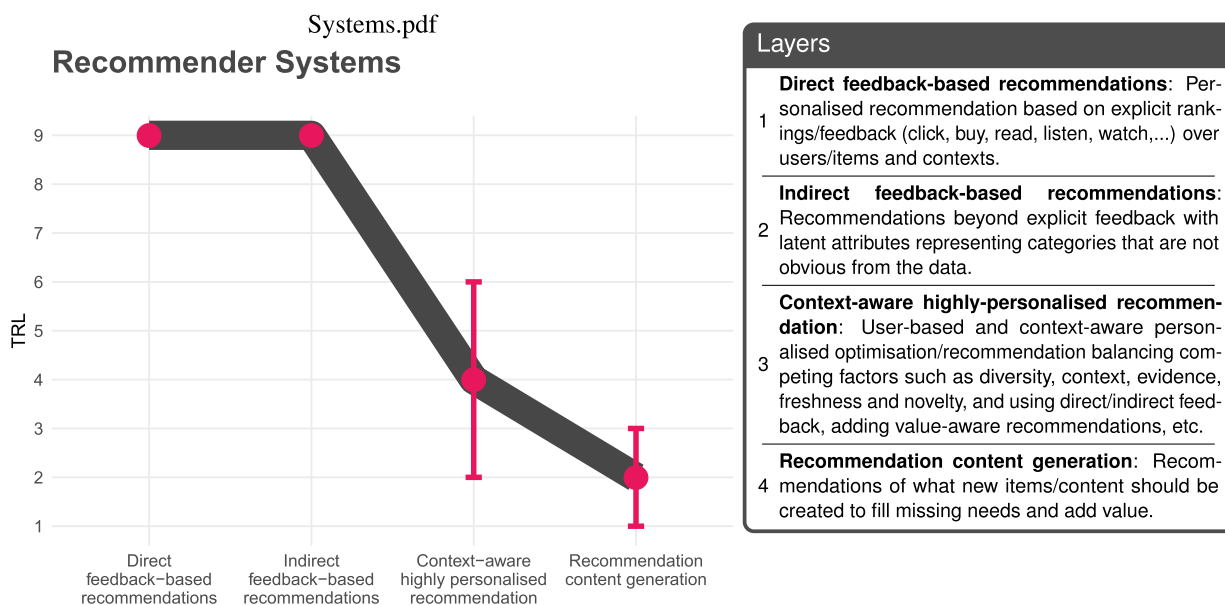 Systems.pdf
Recommender Systems
TRL
9
8
7
6
5
4
3
2
1
Direct
feedback−based
recommendations
Indirect
feedback−based
recommendations
Context−aware
highly personalised
recommendation
Recommendation
content generation
Layers
1
Direct feedback-based recommendations: Per-
sonalised recommendation based on explicit rank-
ings/feedback (click, buy, read, listen, watch,...) over
users/items and contexts.
2
Indirect feedback-based recommendations:
Recommendations beyond explicit feedback with
latent attributes representing categories that are not
obvious from the data.
3
Context-aware highly-personalised recommen-
dation: User-based and context-aware person-
alised optimisation/recommendation balancing com-
peting factors such as diversity, context, evidence,
freshness and novelty, and using direct/indirect feed-
back, adding value-aware recommendations, etc.
4
Recommendation content generation: Recom-
mendations of what new items/content should be
created to fill missing needs and add value.